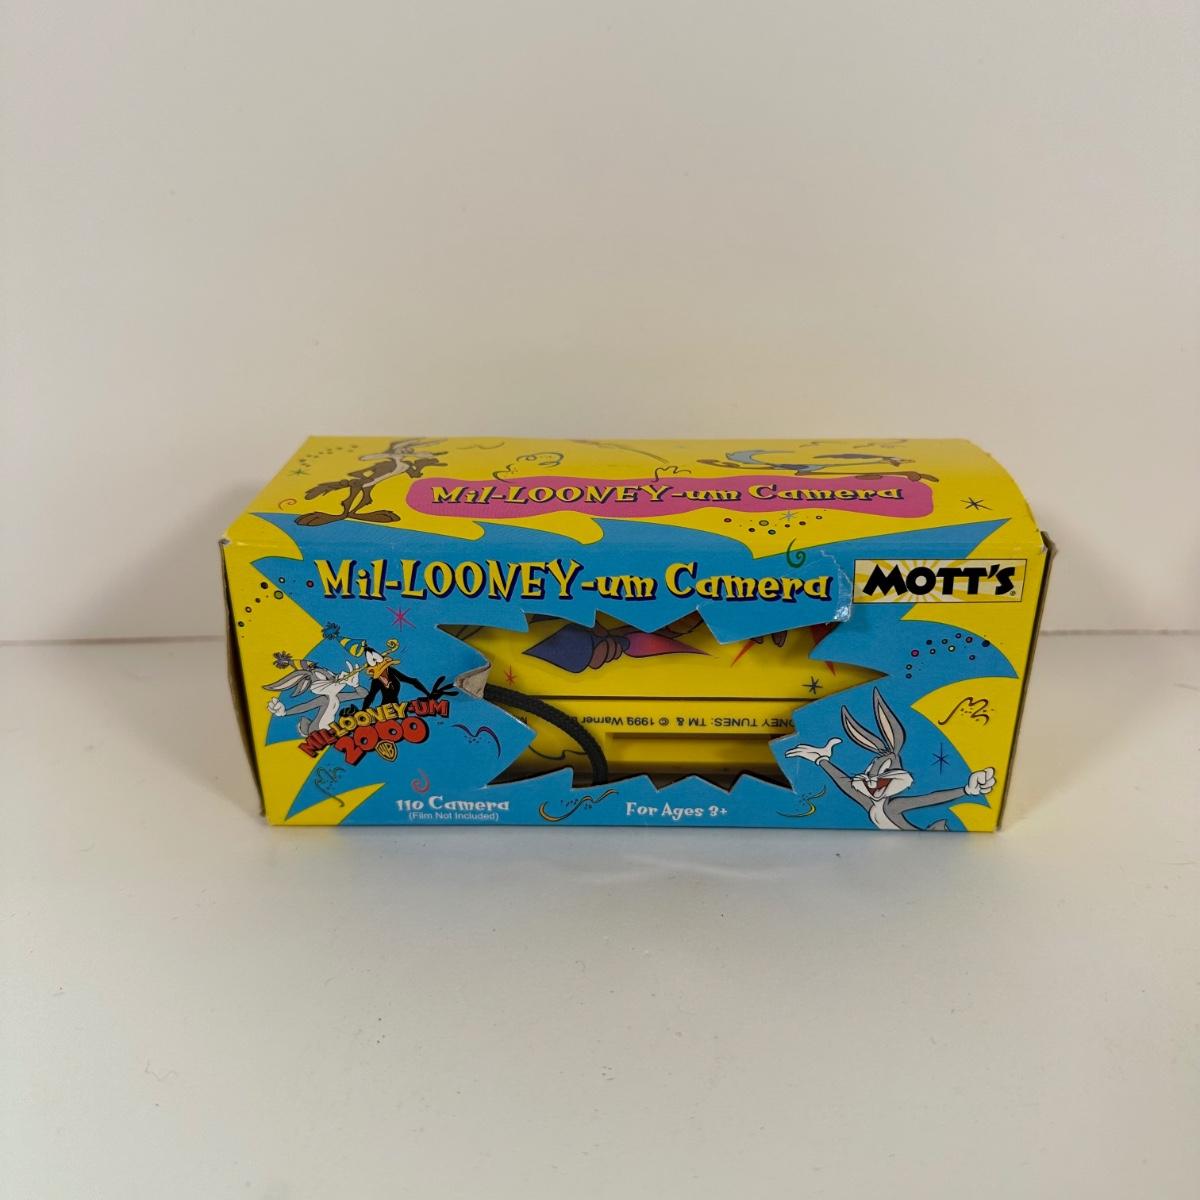 Mil-LOONEY-um Camera
Mil-LOONEY-um Camera
MOTT'S®
MIL-LOONEY-UM
2000
WB
ONEY TUNES: TM & © 1999 Warner
110 Camera
(Film Not Included)
For Ages 3+